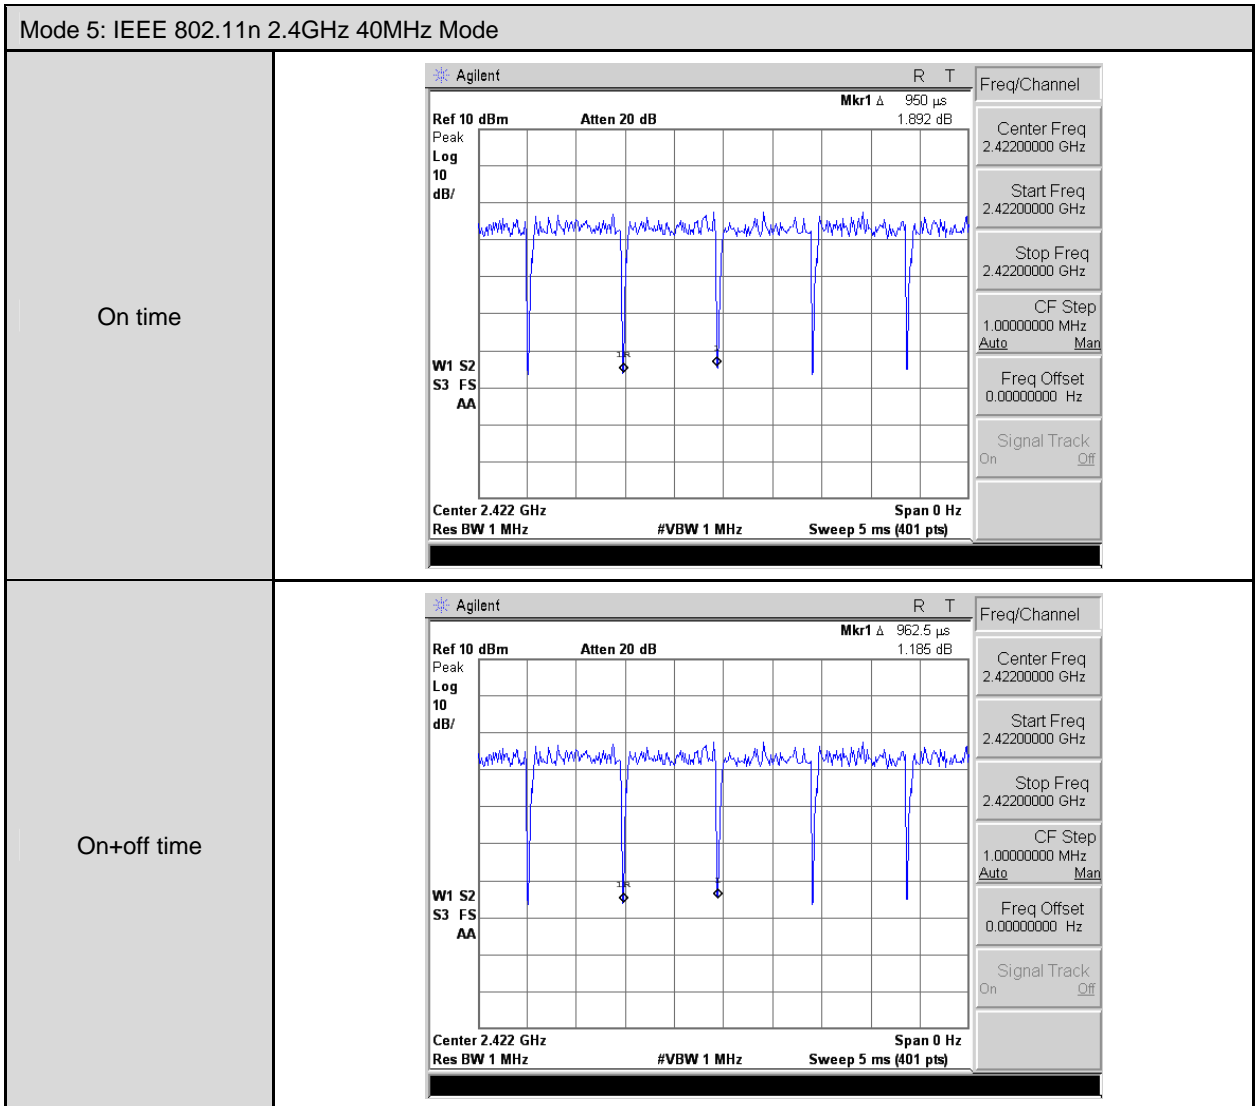 Mode 5: IEEE 802.11n 2.4GHz 40MHz Mode
On time
Agilent R T
Mkr1 Δ 950 µs
Ref 10 dBm Atten 20 dB 1.892 dB
Peak
Log
10
dB/
1R
1
W1 S2
S3 FS
AA
Center 2.422 GHz Span 0 Hz
Res BW 1 MHz #VBW 1 MHz Sweep 5 ms (401 pts)
Freq/Channel
Center Freq
2.42200000 GHz
Start Freq
2.42200000 GHz
Stop Freq
2.42200000 GHz
CF Step
1.00000000 MHz
Auto Man
Freq Offset
0.00000000 Hz
Signal Track
On Off
On+off time
Agilent R T
Mkr1 Δ 962.5 µs
Ref 10 dBm Atten 20 dB 1.185 dB
Peak
Log
10
dB/
1R
1
W1 S2
S3 FS
AA
Center 2.422 GHz Span 0 Hz
Res BW 1 MHz #VBW 1 MHz Sweep 5 ms (401 pts)
Freq/Channel
Center Freq
2.42200000 GHz
Start Freq
2.42200000 GHz
Stop Freq
2.42200000 GHz
CF Step
1.00000000 MHz
Auto Man
Freq Offset
0.00000000 Hz
Signal Track
On Off